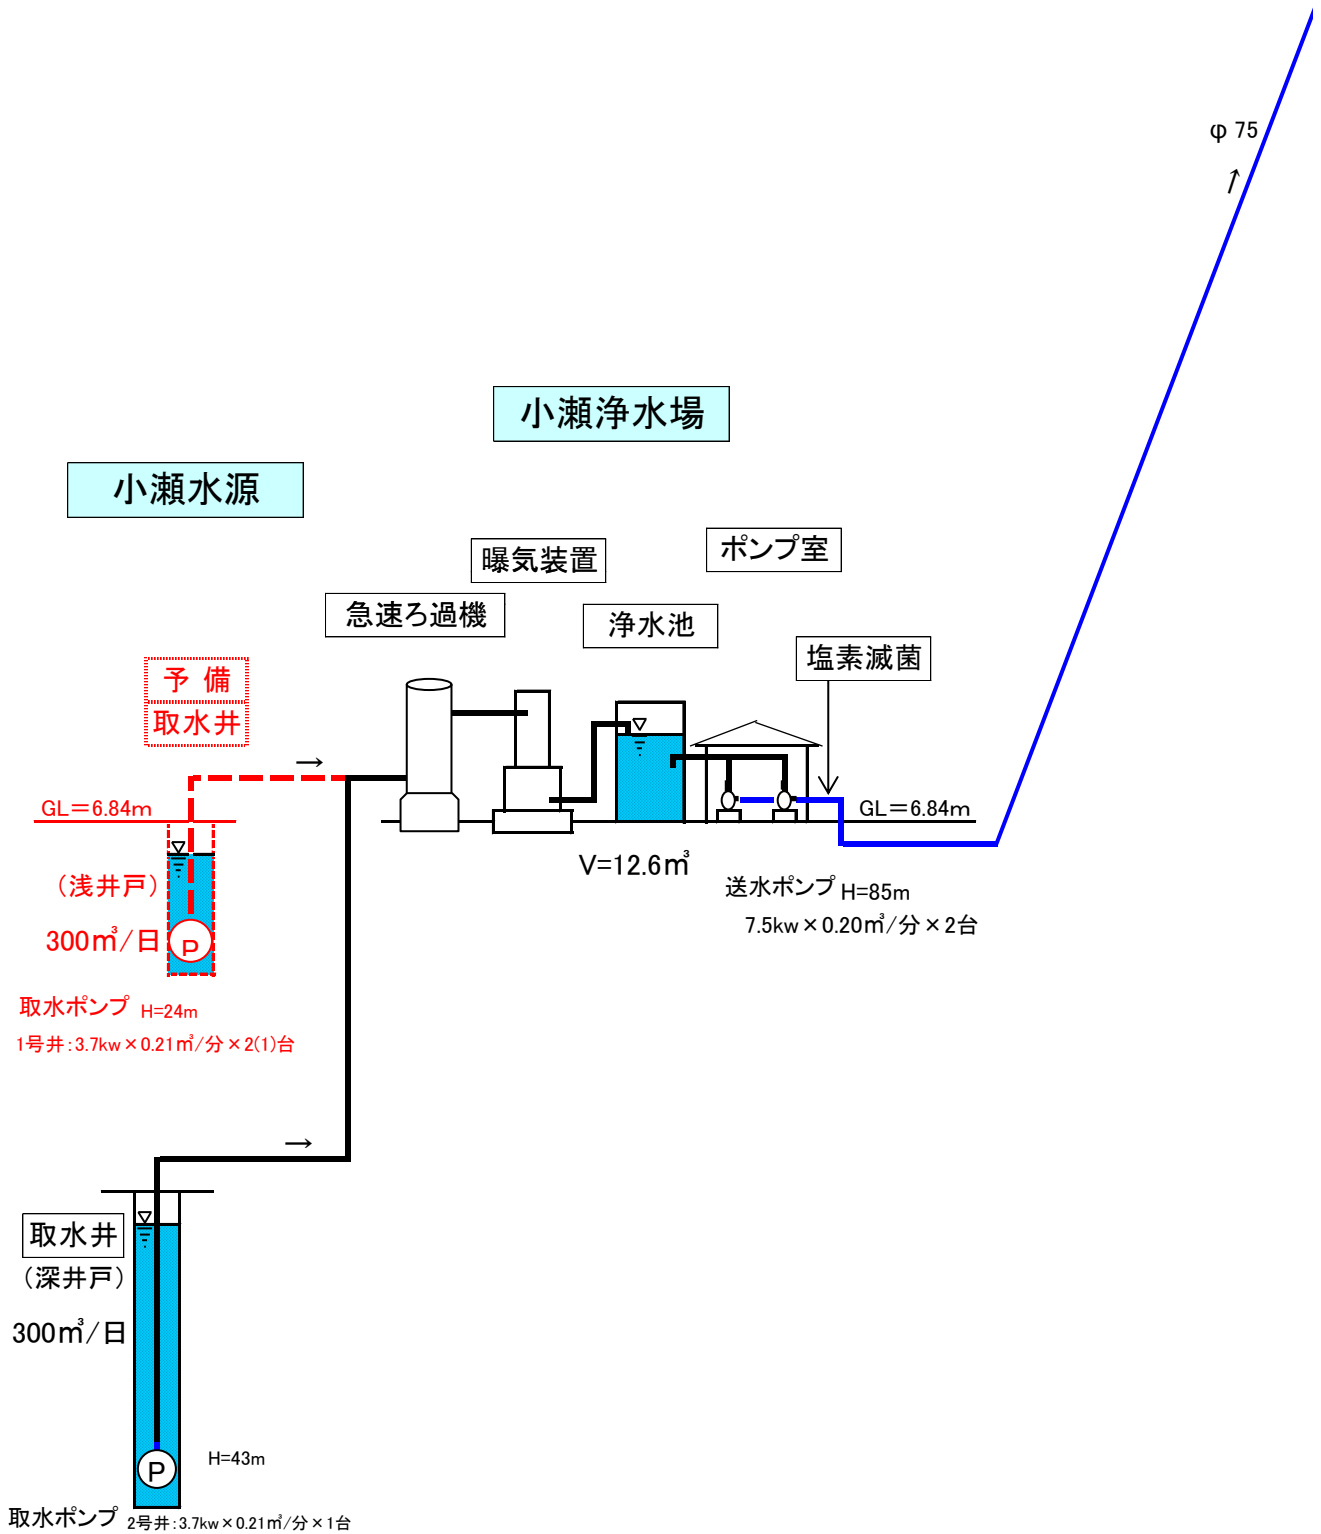 φ 75
小瀬浄水場
小瀬水源
曝気装置
ポンプ室
急速ろ過機
浄水池
塩素滅菌
予 備
取水井
→
GL=6.84m
GL=6.84m
(浅井戸)
300㎥/日
P
V=12.6㎥
送水ポンプ H=85m
7.5kw×0.20㎥/分×2台
取水ポンプ H=24m
1号井:3.7kw×0.21㎥/分×2(1)台
→
取水井
(深井戸)
300㎥/日
H=43m
P
取水ポンプ 2号井:3.7kw×0.21㎥/分×1台